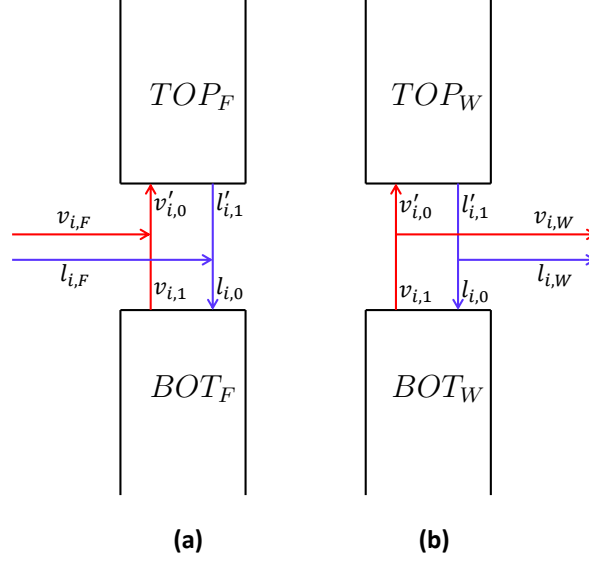 TOP_F TOP_W
v'_{i,0} l'_{i,1} v'_{i,0} l'_{i,1}
v_{i,F} v_{i,W}
l_{i,F} l_{i,W}
v_{i,1} l_{i,0} v_{i,1} l_{i,0}
BOT_F BOT_W
(a) (b)